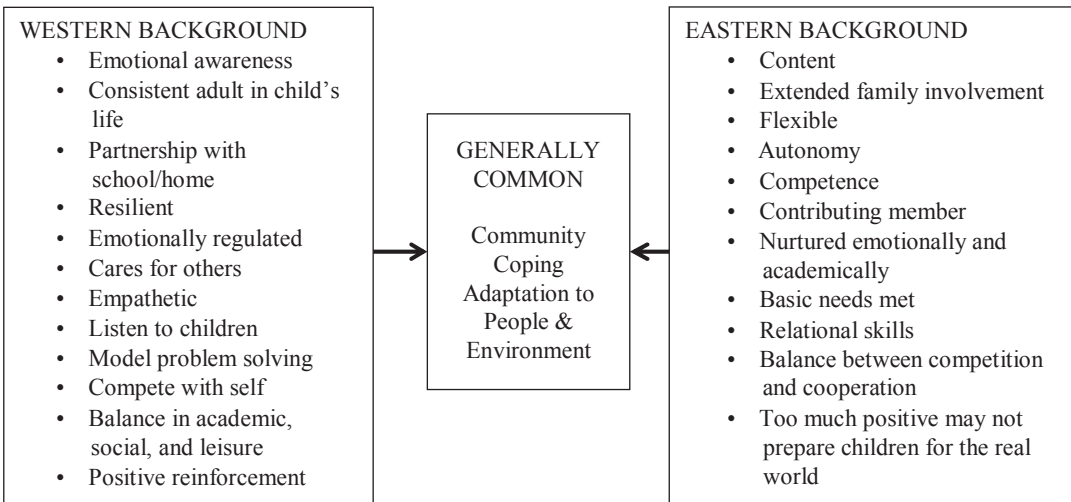 WESTERN BACKGROUND
• Emotional awareness
• Consistent adult in child’s
life
• Partnership with
school/home
• Resilient
• Emotionally regulated
• Cares for others
• Empathetic
• Listen to children
• Model problem solving
• Compete with self
• Balance in academic,
social, and leisure
• Positive reinforcement
GENERALLY
COMMON
Community
Coping
Adaptation to
People &
Environment
EASTERN BACKGROUND
• Content
• Extended family involvement
• Flexible
• Autonomy
• Competence
• Contributing member
• Nurtured emotionally and
academically
• Basic needs met
• Relational skills
• Balance between competition
and cooperation
• Too much positive may not
prepare children for the real
world